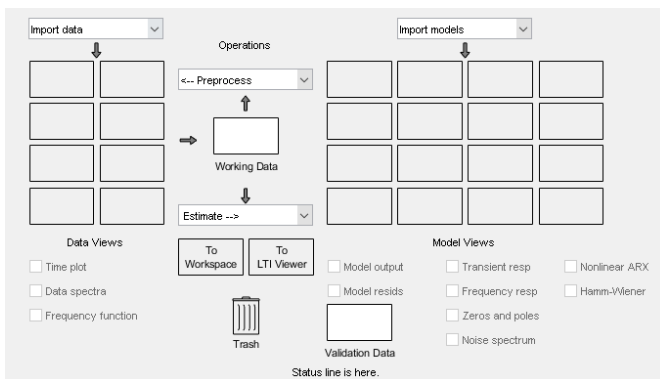 Import data
Import models
Operations
<-- Preprocess
Working Data
Estimate -->
Data Views
To Workspace
To LTI Viewer
Model Views
Time plot
Model output
Transient resp
Nonlinear ARX
Data spectra
Model resids
Frequency resp
Hamm-Wiener
Frequency function
Zeros and poles
Noise spectrum
Trash
Validation Data
Status line is here.